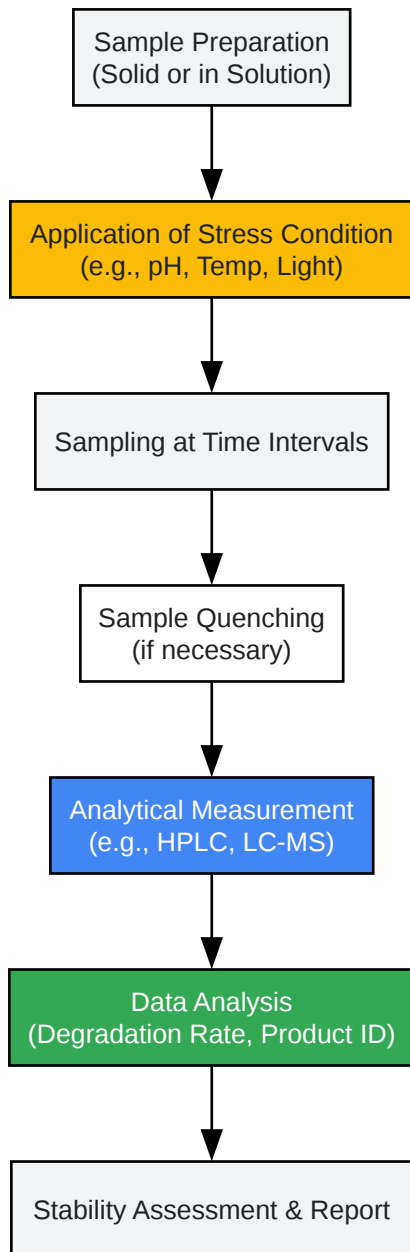 Sample Preparation
(Solid or in Solution)
Application of Stress Condition
(e.g., pH, Temp, Light)
Sampling at Time Intervals
Sample Quenching
(if necessary)
Analytical Measurement
(e.g., HPLC, LC-MS)
Data Analysis
(Degradation Rate, Product ID)
Stability Assessment & Report